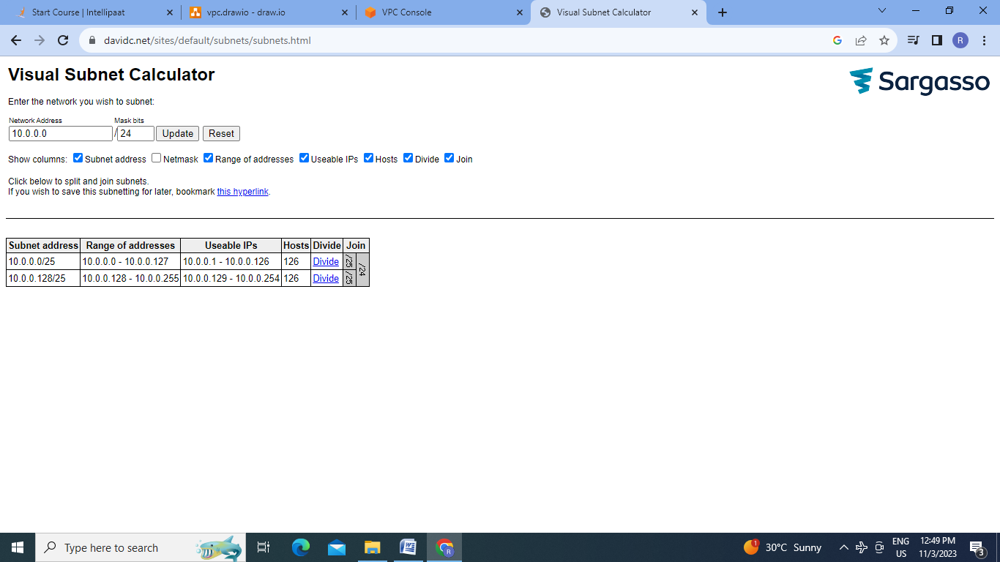 Start Course | Intellipaat
vpc.drawio - draw.io
VPC Console
Visual Subnet Calculator
davidc.net/sites/default/subnets/subnets.html
R
Visual Subnet Calculator
Sargasso
Enter the network you wish to subnet:
Network Address Mask bits
10.0.0.0 / 24 Update Reset
Show columns: Subnet address Netmask Range of addresses Useable IPs Hosts Divide Join
Click below to split and join subnets.
If you wish to save this subnetting for later, bookmark this hyperlink.
Subnet address Range of addresses Useable IPs Hosts Divide Join
10.0.0.0/25 10.0.0.0 - 10.0.0.127 10.0.0.1 - 10.0.0.126 126 Divide /25 /24
10.0.0.128/25 10.0.0.128 - 10.0.0.255 10.0.0.129 - 10.0.0.254 126 Divide /25
Type here to search
W
R
1
30°C Sunny
ENG
US
12:49 PM
11/3/2023
3